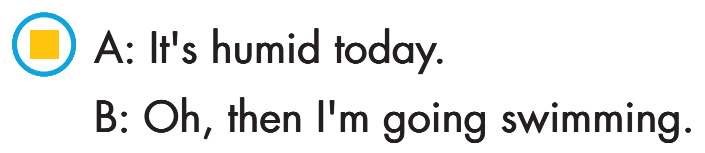 A: It's humid today.
B: Oh, then I'm going swimming.